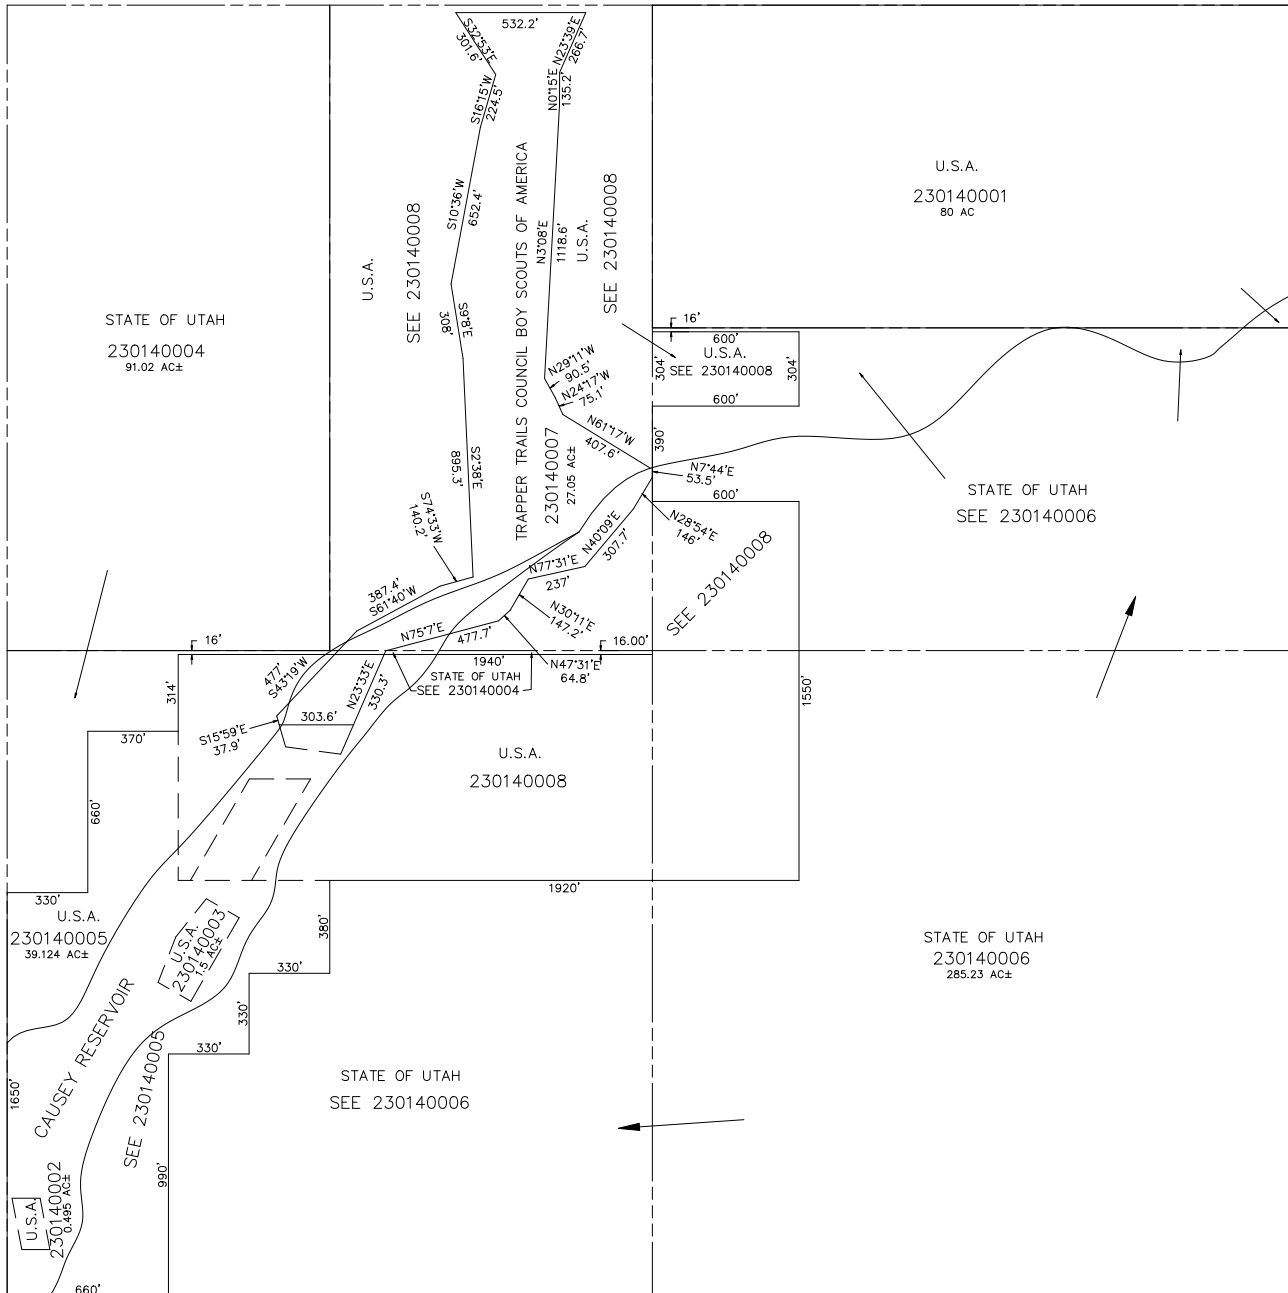 532.2'
S32°53'E
301.6'
N23°39'E
266.7'
N0°15'E
135.2'
S16°15'W
224.5'
S10°36'W
652.4'
N3°08'E
1118.6'
TRAPPER TRAILS COUNCIL BOY SCOUTS OF AMERICA
230140007
27.05 AC±
U.S.A.
SEE 230140008
U.S.A.
SEE 230140008
U.S.A.
230140001
80 AC
STATE OF UTAH
230140004
91.02 AC±
S9°8'E
308'
16'
600'
304'
U.S.A.
SEE 230140008
304'
600'
N29°11'W
90.5'
N24°17'W
75.1'
N61°17'W
407.6'
390'
N7°44'E
53.5'
600'
S2°38'E
895.3'
S74°33'W
140.2'
N28°54'E
146'
N40°09'E
307.7'
STATE OF UTAH
SEE 230140006
SEE 230140008
N77°31'E
237'
387.4'
S61°40'W
N30°11'E
147.2'
N75°7'E
477.7'
N47°31'E
64.8'
16'
16.00'
1940'
STATE OF UTAH
SEE 230140004
477'
S43°19'W
N23°33'E
330.3'
314'
303.6'
S15°59'E
37.9'
370'
1550'
U.S.A.
230140008
660'
330'
1920'
U.S.A.
230140005
39.124 AC±
U.S.A.
230140003
1.5 AC±
380'
330'
330'
330'
STATE OF UTAH
230140006
285.23 AC±
CAUSEY RESERVOIR
SEE 230140005
1650'
STATE OF UTAH
SEE 230140006
990'
U.S.A.
230140002
0.495 AC±
660'